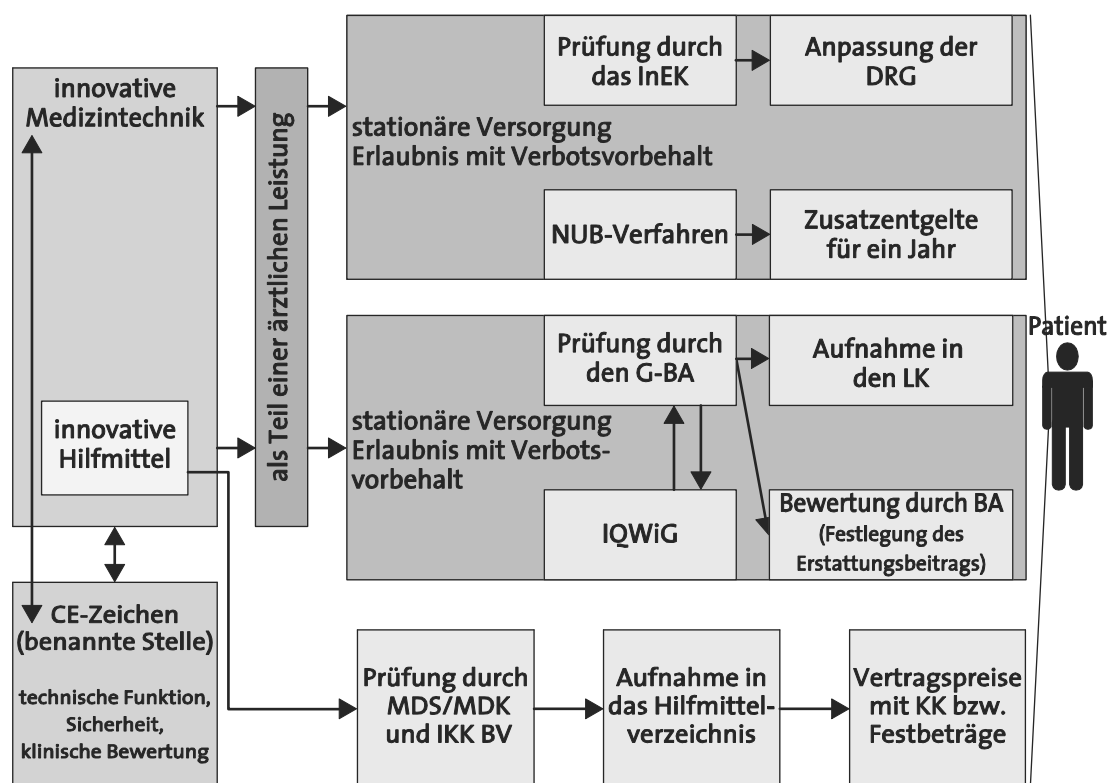 innovative
Medizintechnik
innovative
Hilfmittel
CE-Zeichen
(benannte Stelle)
technische Funktion,
Sicherheit,
klinische Bewertung
als Teil einer ärztlichen Leistung
Prüfung durch
das InEK
Anpassung der
DRG
stationäre Versorgung
Erlaubnis mit Verbotsvorbehalt
NUB-Verfahren
Zusatzentgelte
für ein Jahr
Prüfung durch
den G-BA
Aufnahme in
den LK
stationäre Versorgung
Erlaubnis mit Verbots-
vorbehalt
IQWiG
Bewertung durch BA
(Festlegung des
Erstattungsbeitrags)
Prüfung durch
MDS/MDK
und IKK BV
Aufnahme in
das Hilfmittel-
verzeichnis
Vertragspreise
mit KK bzw.
Festbeträge
Patient